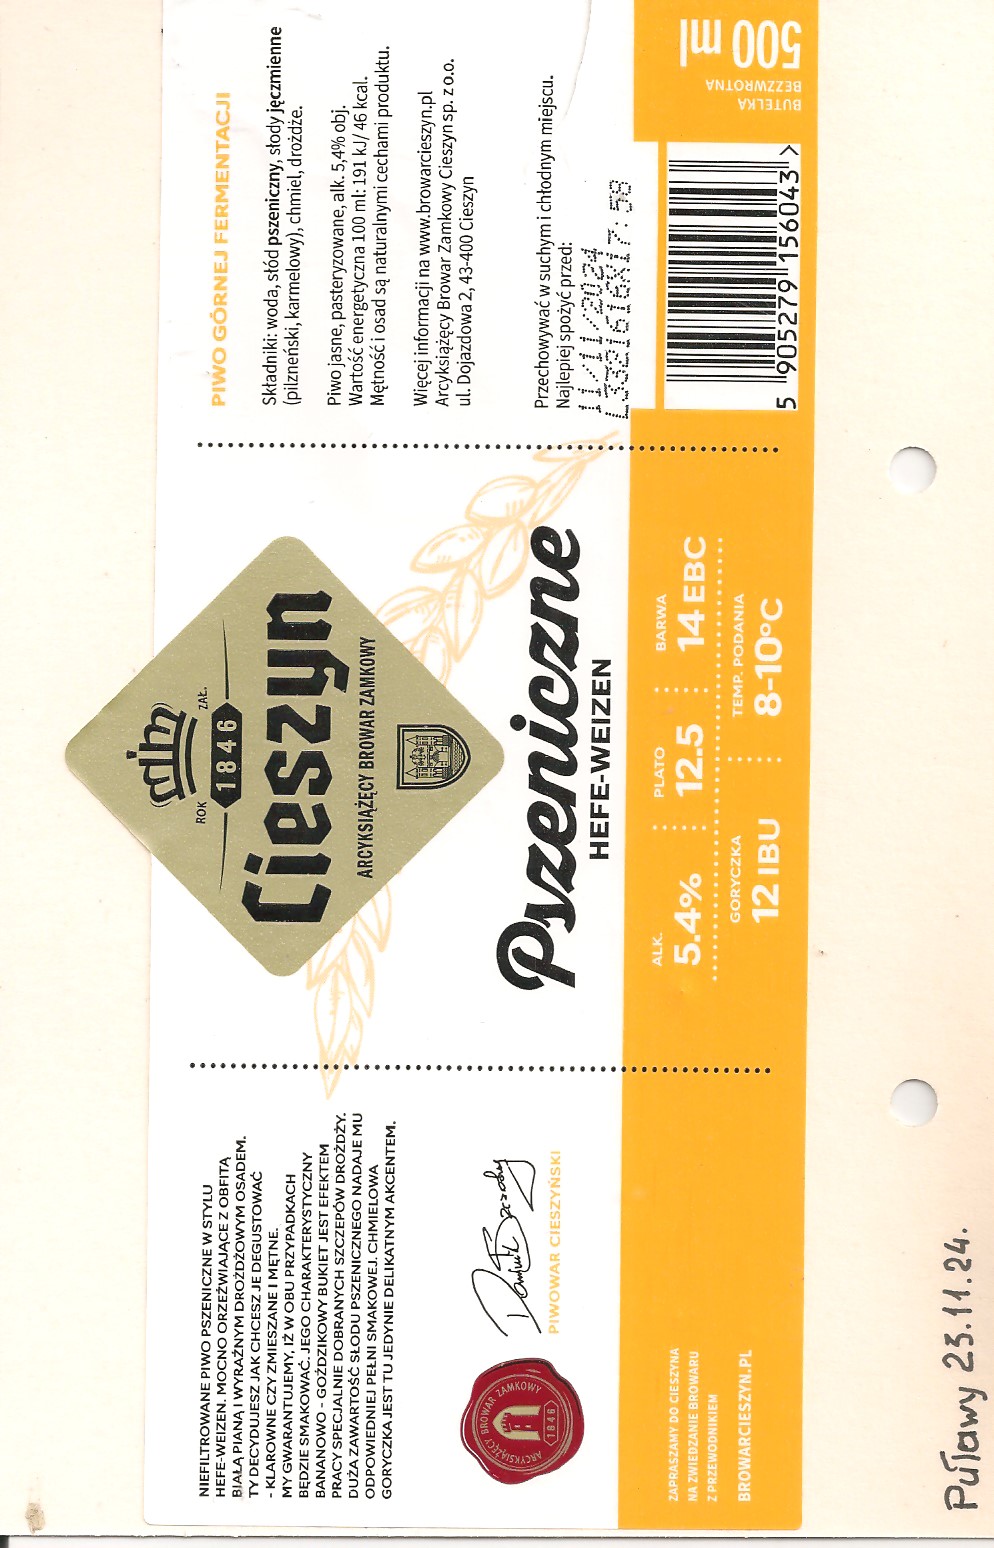 NIEFILTROWANE PIWO PSZENICZNE W STYLU
HEFE-WEIZEN. MOCNO ORZEŹWIAJĄCE Z OBFITĄ
BIAŁĄ PIANĄ I WYRAŹNYM DROŻDŻOWYM OSADEM.
TY DECYDUJESZ JAK CHCESZ JE DEGUSTOWAĆ
- KLAROWNE CZY ZMIESZANE I MĘTNE.
MY GWARANTUJEMY, IŻ W OBU PRZYPADKACH
BĘDZIE SMAKOWAĆ. JEGO CHARAKTERYSTYCZNY
BANANOWO - GOŹDZIKOWY BUKIET JEST EFEKTEM
PRACY SPECJALNIE DOBRANYCH SZCZEPÓW DROŻDŻY.
DUŻA ZAWARTOŚĆ SŁODU PSZENICZNEGO NADAJE MU
ODPOWIEDNIEJ PEŁNI SMAKOWEJ. CHMIELOWA
GORYCZKA JEST TU JEDYNIE DELIKATNYM AKCENTEM.
ARCYKSIĄŻĘCY BROWAR ZAMKOWY
1846
PIWOWAR CIESZYŃSKI
ZAPRASZAMY DO CIESZYNA
NA ZWIEDZANIE BROWARU
Z PRZEWODNIKIEM
BROWARCIESZYN.PL
ROK ZAŁ.
1846
Cieszyn
ARCYKSIĄŻĘCY BROWAR ZAMKOWY
Pszeniczne
HEFE-WEIZEN
ALK.
5.4%
PLATO
12.5
BARWA
14 EBC
GORYCZKA
12 IBU
TEMP. PODANIA
8-10°C
PIWO GÓRNEJ FERMENTACJI
Składniki: woda, słód pszeniczny, słody jęczmienne
(pilzneński, karmelowy), chmiel, drożdże.
Piwo jasne, pasteryzowane, alk. 5,4% obj.
Wartość energetyczna 100 ml: 191 kJ/ 46 kcal.
Mętność i osad są naturalnymi cechami produktu.
Więcej informacji na www.browarcieszyn.pl
Arcyksiążęcy Browar Zamkowy Cieszyn sp. z o.o.
ul. Dojazdowa 2, 43-400 Cieszyn
Przechowywać w suchym i chłodnym miejscu.
Najlepiej spożyć przed:
11/11/2024
L3321616X17:58
5 905279 156043 >
BUTELKA
BEZZWROTNA
500 ml
Puławy 23.11.24.